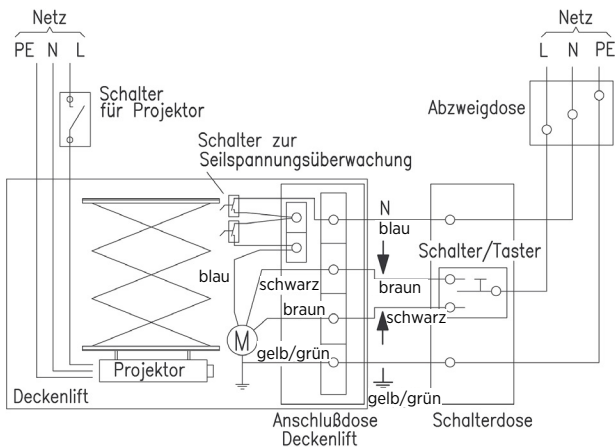 Netz
PE N L
Schalter
für Projektor
Netz
L N PE
Abzweigdose
Schalter zur
Seilspannungsüberwachung
N
blau
Schalter/Taster
blau
schwarz
braun
braun
schwarz
M
gelb/grün
Projektor
Deckenlift
gelb/grün
Anschlußdose
Deckenlift
Schalterdose